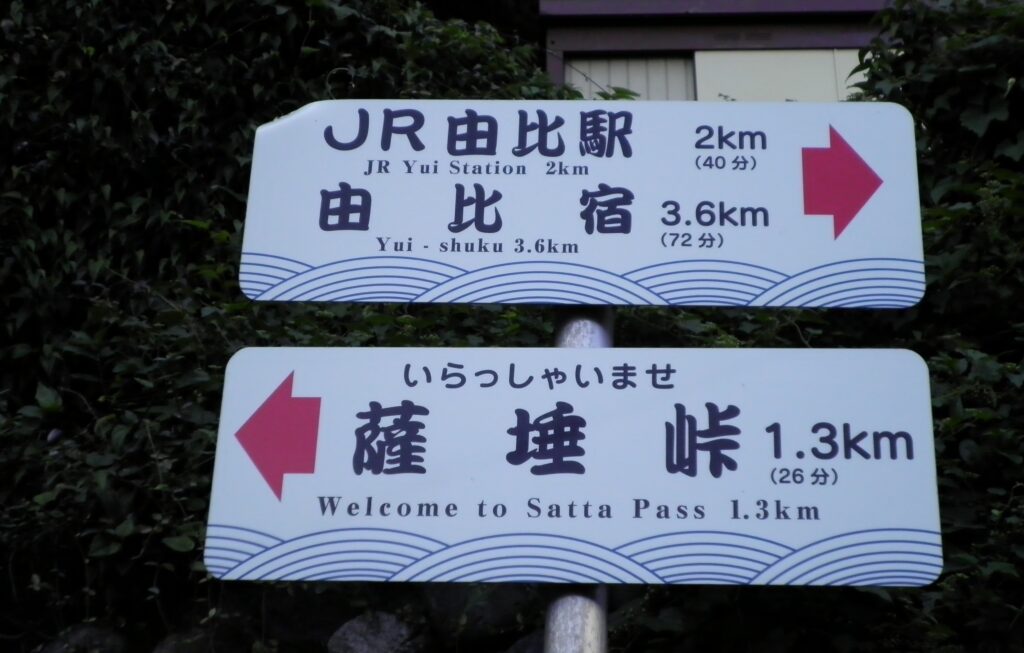 JR由比駅 2km
JR Yui Station 2km (40分)
由比宿 3.6km
Yui - shuku 3.6km (72分)
いらっしゃいませ
薩埵峠 1.3km
(26分)
Welcome to Satta Pass 1.3km